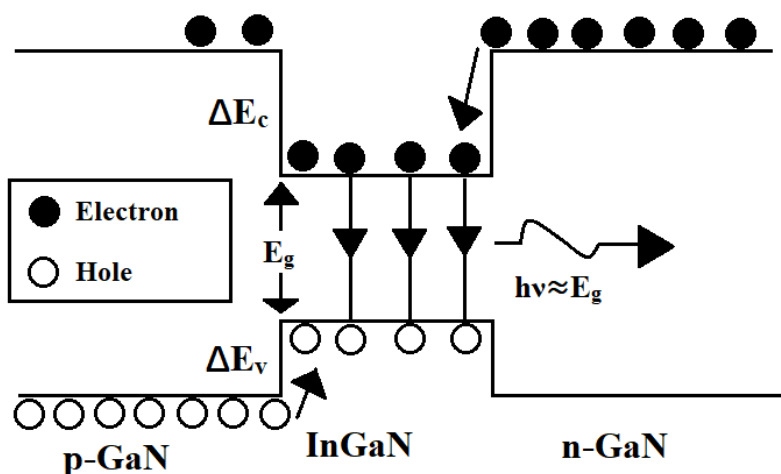 ΔEc
Electron
Hole
Eg
hν≈Eg
ΔEv
p-GaN
InGaN
n-GaN